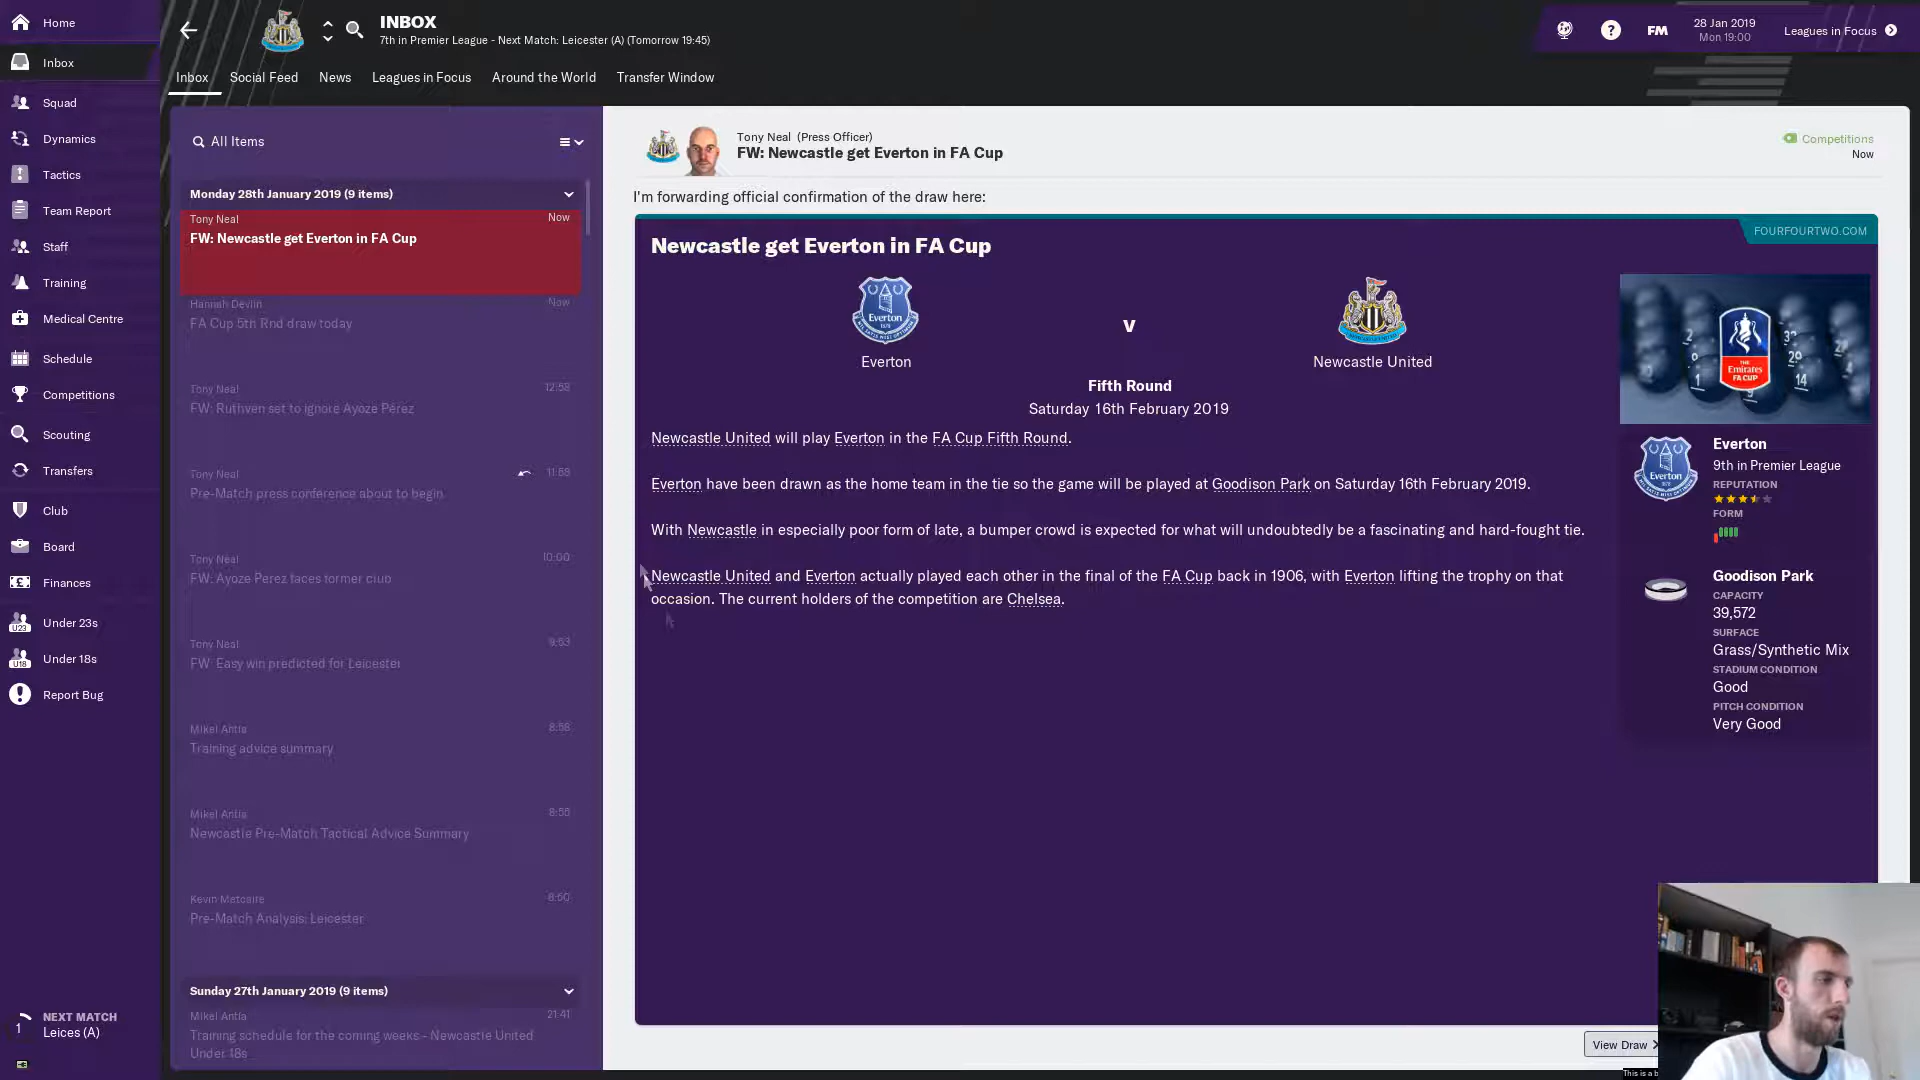 Home
Inbox
Squad
Dynamics
Tactics
Team Report
Staff
Training
Medical Centre
Schedule
Competitions
Scouting
Transfers
Club
Board
Finances
U23
Under 23s
U18
Under 18s
Report Bug
1
NEXT MATCH
Leices (A)
INBOX
7th in Premier League - Next Match: Leicester (A) (Tomorrow 19:45)
FM
28 Jan 2019
Mon 19:00
Leagues in Focus
Inbox
Social Feed
News
Leagues in Focus
Around the World
Transfer Window
All Items
Monday 28th January 2019 (9 items)
Tony Neal Now
FW: Newcastle get Everton in FA Cup
Hannah Devlin Now
FA Cup 5th Rnd draw today
Tony Neal 12:58
FW: Ruthven set to ignore Ayoze Pérez
Tony Neal 11:59
Pre-Match press conference about to begin
Tony Neal 10:00
FW: Ayoze Pérez faces former club
Tony Neal 9:53
FW: Easy win predicted for Leicester
Mikel Antia 8:58
Training advice summary
Mikel Antia 8:55
Newcastle Pre-Match Tactical Advice Summary
8:50
Pre-Match Analysis: Leicester
Sunday 27th January 2019 (9 items)
Mikel Antia 21:41
Training schedule for the coming weeks - Newcastle United
Under 18s
Tony Neal (Press Officer)
FW: Newcastle get Everton in FA Cup
Competitions
Now
I'm forwarding official confirmation of the draw here:
FOURFOURTWO.COM
Newcastle get Everton in FA Cup
Everton
v
Everton
Newcastle United
Fifth Round
Saturday 16th February 2019
Newcastle United will play Everton in the FA Cup Fifth Round.
Everton have been drawn as the home team in the tie so the game will be played at Goodison Park on Saturday 16th February 2019.
With Newcastle in especially poor form of late, a bumper crowd is expected for what will undoubtedly be a fascinating and hard-fought tie.
Newcastle United and Everton actually played each other in the final of the FA Cup back in 1906, with Everton lifting the trophy on that
occasion. The current holders of the competition are Chelsea.
THE
Emirates
FA CUP
1
29
14
Everton
Everton
9th in Premier League
REPUTATION
FORM
Goodison Park
CAPACITY
39,572
SURFACE
Grass/Synthetic Mix
STADIUM CONDITION
Good
PITCH CONDITION
Very Good
View Draw
This is a b